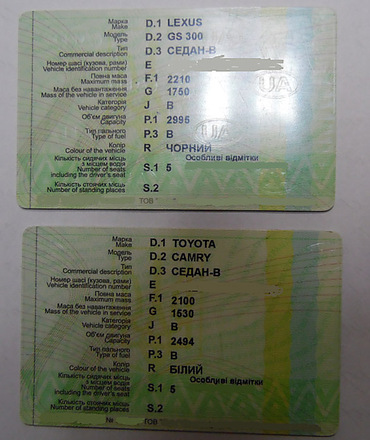 Марка D.1 LEXUS
Make
Модель D.2 GS 300
Type
Тип D.3 СЕДАН-В
Commercial description
Номер шасі (кузова, рами) E
Vehicle identification number
Повна маса F.1 2210
Maximum mass
Маса без навантаження G 1750
Mass of the vehicle in service
Категорія J B
Vehicle category
Об'єм двигуна P.1 2995
Capacity
Тип пального P.3 B
Type of fuel
Колір R ЧОРНИЙ
Colour of the vehicle
Особливі відмітки
Кількість сидячих місць
з місцем водія S.1 5
Number of seats
including the driver's seat
Кількість стоячих місць S.2
Number of standing places
UA
UA
ТОВ
Марка D.1 TOYOTA
Make
Модель D.2 CAMRY
Type
Тип D.3 СЕДАН-В
Commercial description
Номер шасі (кузова, рами) E
Vehicle identification number
Повна маса F.1 2100
Maximum mass
Маса без навантаження G 1530
Mass of the vehicle in service
Категорія J B
Vehicle category
Об'єм двигуна P.1 2494
Capacity
Тип пального P.3 B
Type of fuel
Колір R БІЛИЙ
Colour of the vehicle
Особливі відмітки
Кількість сидячих місць
з місцем водія S.1 5
Number of seats
including the driver's seat
Кількість стоячих місць S.2
Number of standing places
№
ТОВ